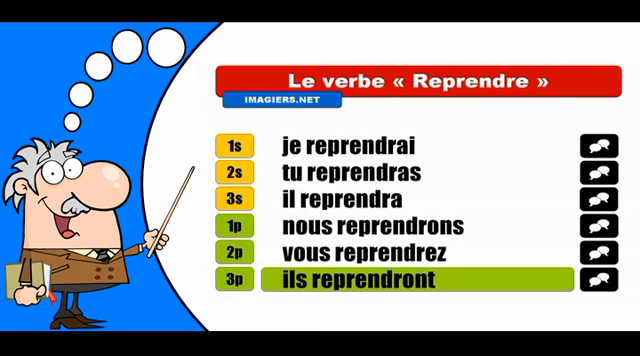 Le verbe « Reprendre »
IMAGIERS.NET
1s je reprendrai
2s tu reprendras
3s il reprendra
1p nous reprendrons
2p vous reprendrez
3p ils reprendront